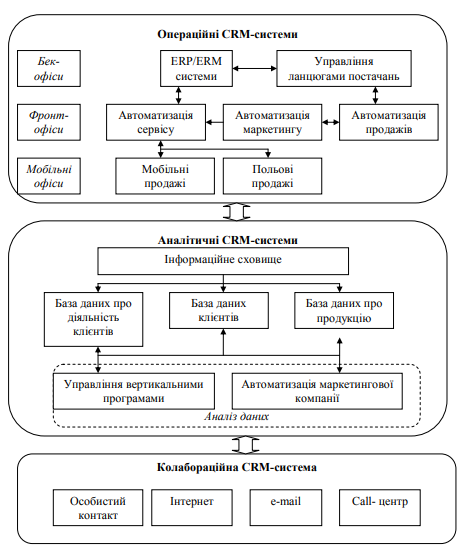 Операційні CRM-системи
Бек-
офіси
ERP/ERM
системи
Управління
ланцюгами постачань
Фронт-
офіси
Автоматизація
сервісу
Автоматизація
маркетингу
Автоматизація
продажів
Мобільні
офіси
Мобільні
продажі
Польові
продажі
Аналітичні CRM-системи
Інформаційне сховище
База даних про
діяльність
клієнтів
База даних
клієнтів
База даних про
продукцію
Управління вертикальними
програмами
Автоматизація маркетингової
компанії
Аналіз даних
Колабораційна CRM-система
Особистий
контакт
Інтернет
e-mail
Call- центр